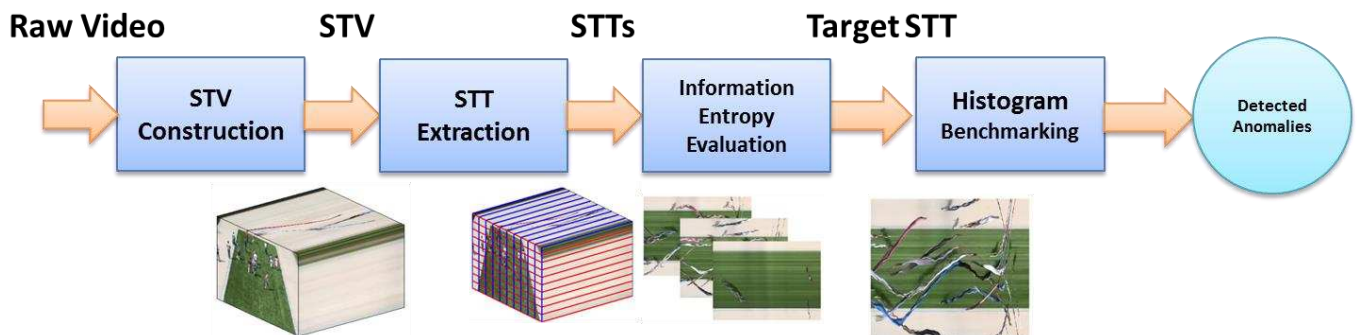 Raw Video
STV
STTs
Target STT
STV
Construction
STT
Extraction
Information
Entropy
Evaluation
Histogram
Benchmarking
Detected
Anomalies